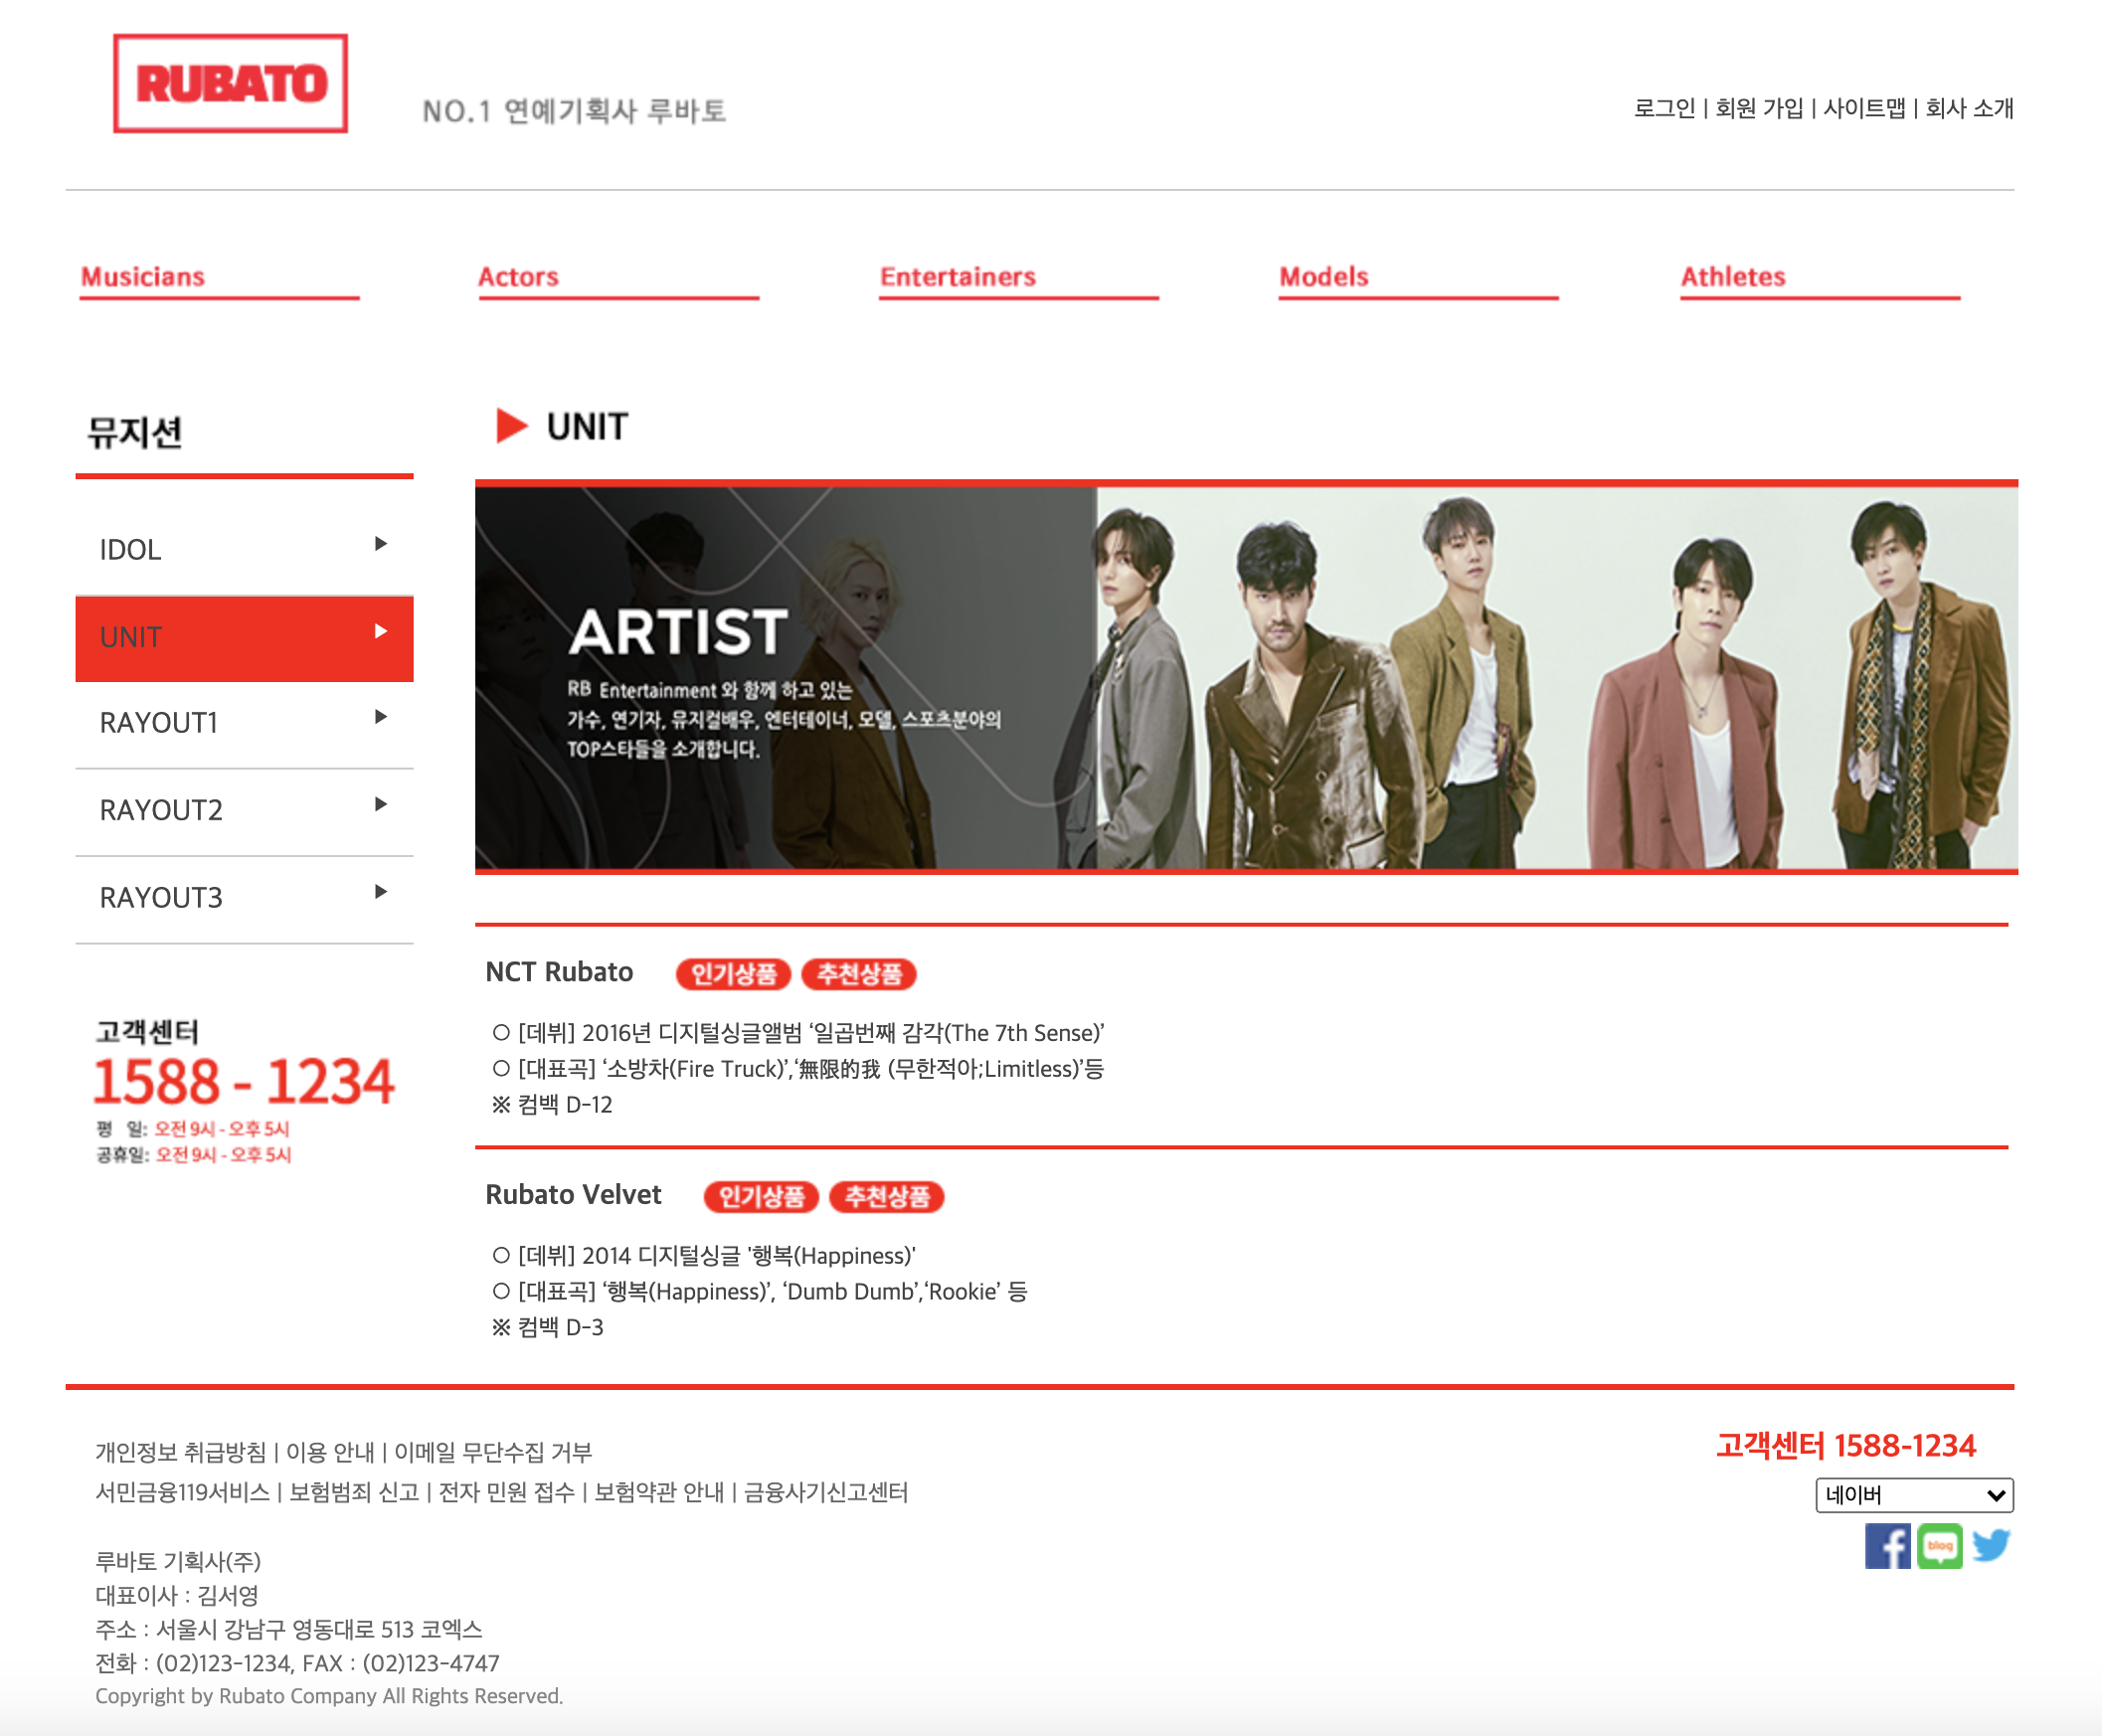 RUBATO
NO.1 연예기획사 루바토
로그인 | 회원 가입 | 사이트맵 | 회사 소개
Musicians
Actors
Entertainers
Models
Athletes
뮤지션
IDOL
UNIT
RAYOUT1
RAYOUT2
RAYOUT3
고객센터
1588 - 1234
평 일: 오전 9시 - 오후 5시
공휴일: 오전 9시 - 오후 5시
UNIT
ARTIST
RB Entertainment 와 함께 하고 있는
가수, 연기자, 뮤지컬배우, 엔터테이너, 모델, 스포츠분야의
TOP스타들을 소개합니다.
NCT Rubato 인기상품 추천상품
○ [데뷔] 2016년 디지털싱글앨범 ‘일곱번째 감각(The 7th Sense)’
○ [대표곡] ‘소방차(Fire Truck)’,‘無限的我 (무한적아;Limitless)’등
※ 컴백 D-12
Rubato Velvet 인기상품 추천상품
○ [데뷔] 2014 디지털싱글 '행복(Happiness)'
○ [대표곡] ‘행복(Happiness)’, ‘Dumb Dumb’,‘Rookie’ 등
※ 컴백 D-3
개인정보 취급방침 | 이용 안내 | 이메일 무단수집 거부
서민금융119서비스 | 보험범죄 신고 | 전자 민원 접수 | 보험약관 안내 | 금융사기신고센터
루바토 기획사(주)
대표이사 : 김서영
주소 : 서울시 강남구 영동대로 513 코엑스
전화 : (02)123-1234, FAX : (02)123-4747
Copyright by Rubato Company All Rights Reserved.
고객센터 1588-1234
네이버
blog